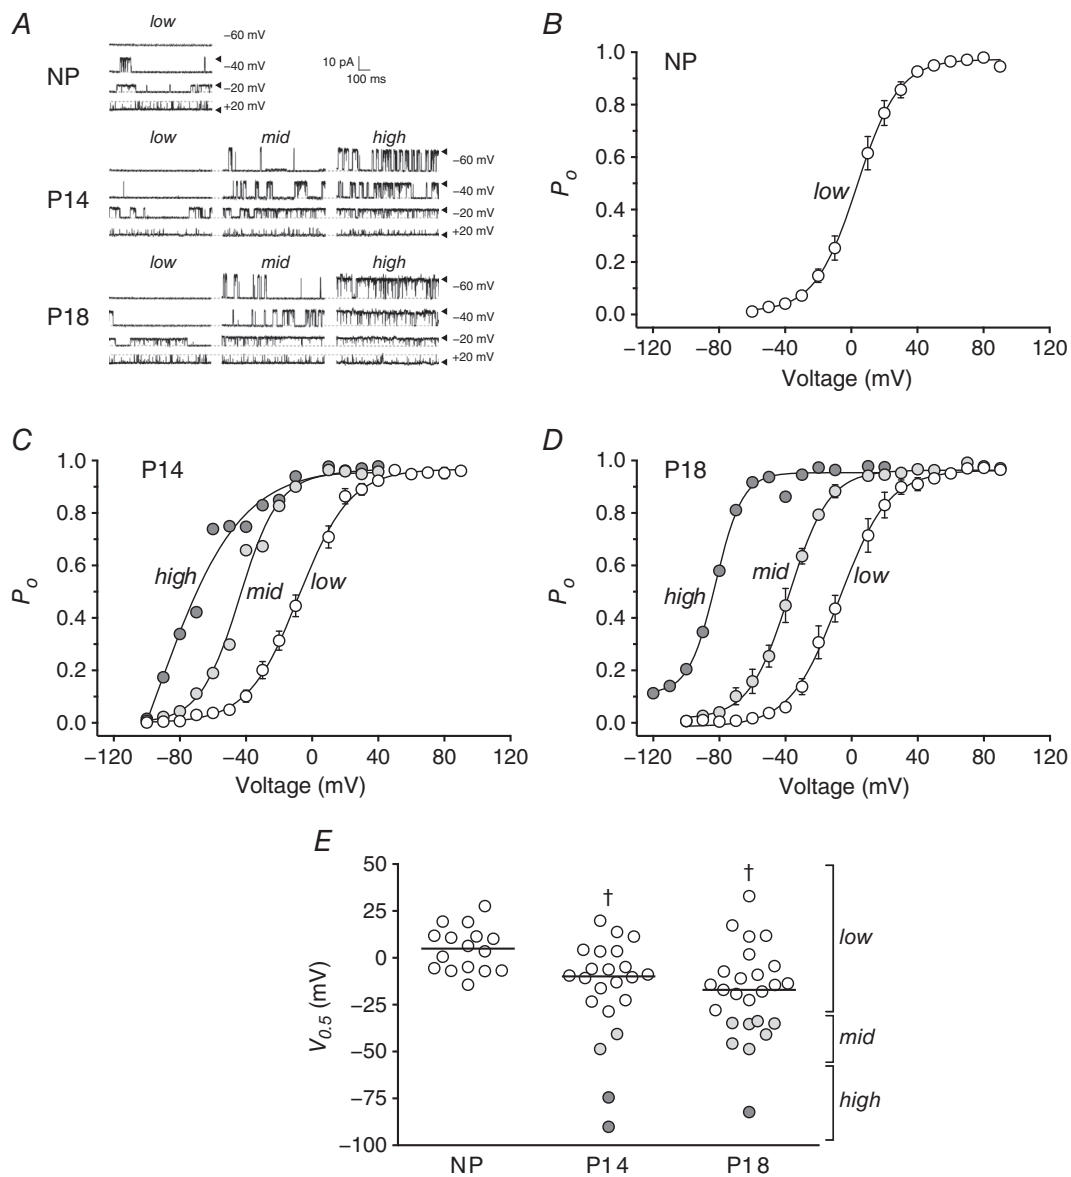 A
low
−60 mV
−40 mV
−20 mV
+20 mV
NP
10 pA
100 ms
low mid high
−60 mV
−40 mV
−20 mV
+20 mV
P14
low mid high
−60 mV
−40 mV
−20 mV
+20 mV
P18
B
NP
1.0
0.8
0.6
0.4
0.2
0.0
Po
low
−120 −80 −40 0 40 80 120
Voltage (mV)
C
P14
1.0
0.8
0.6
0.4
0.2
0.0
Po
high
mid
low
−120 −80 −40 0 40 80 120
Voltage (mV)
D
P18
1.0
0.8
0.6
0.4
0.2
0.0
Po
high
mid
low
−120 −80 −40 0 40 80 120
Voltage (mV)
E
50
25
0
−25
−50
−75
−100
V0.5 (mV)
† †
low
mid
high
NP P14 P18